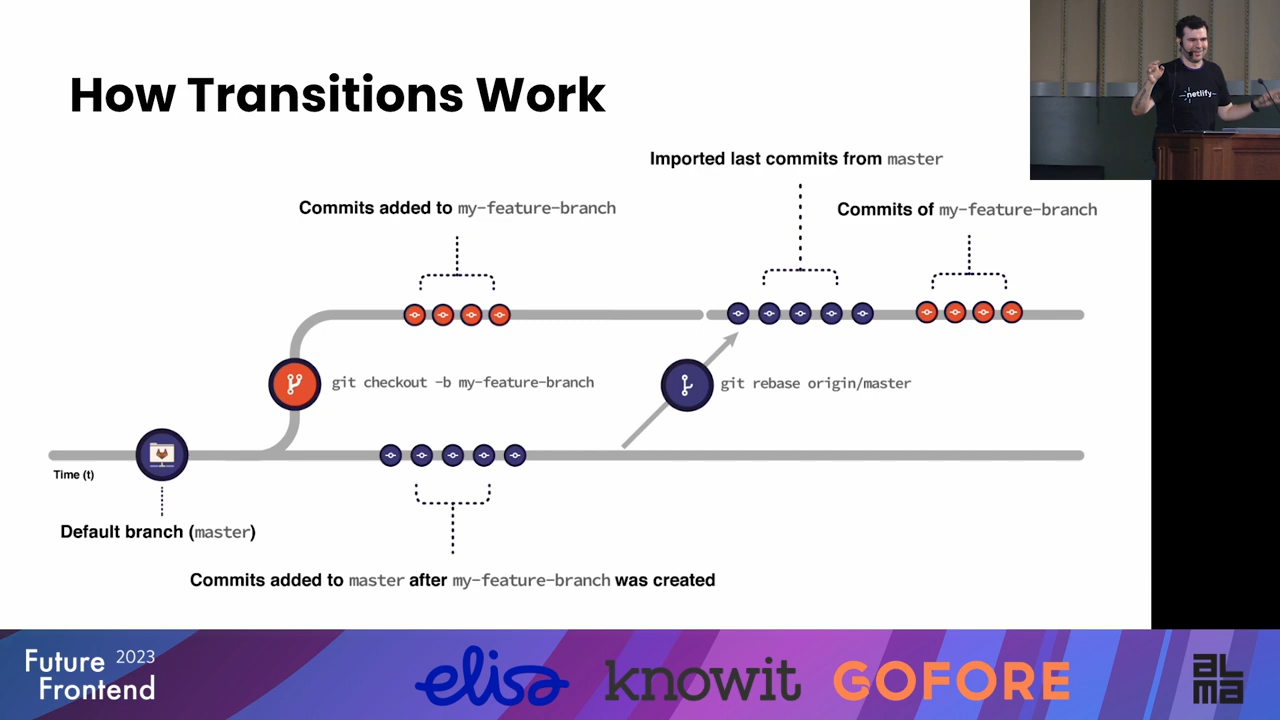 How Transitions Work
netlify
Imported last commits from master
Commits added to my-feature-branch
Commits of my-feature-branch
git checkout -b my-feature-branch
git rebase origin/master
Time (t)
Default branch (master)
Commits added to master after my-feature-branch was created
Future 2023
Frontend
elisa
knowit
GOFORE
ALMA